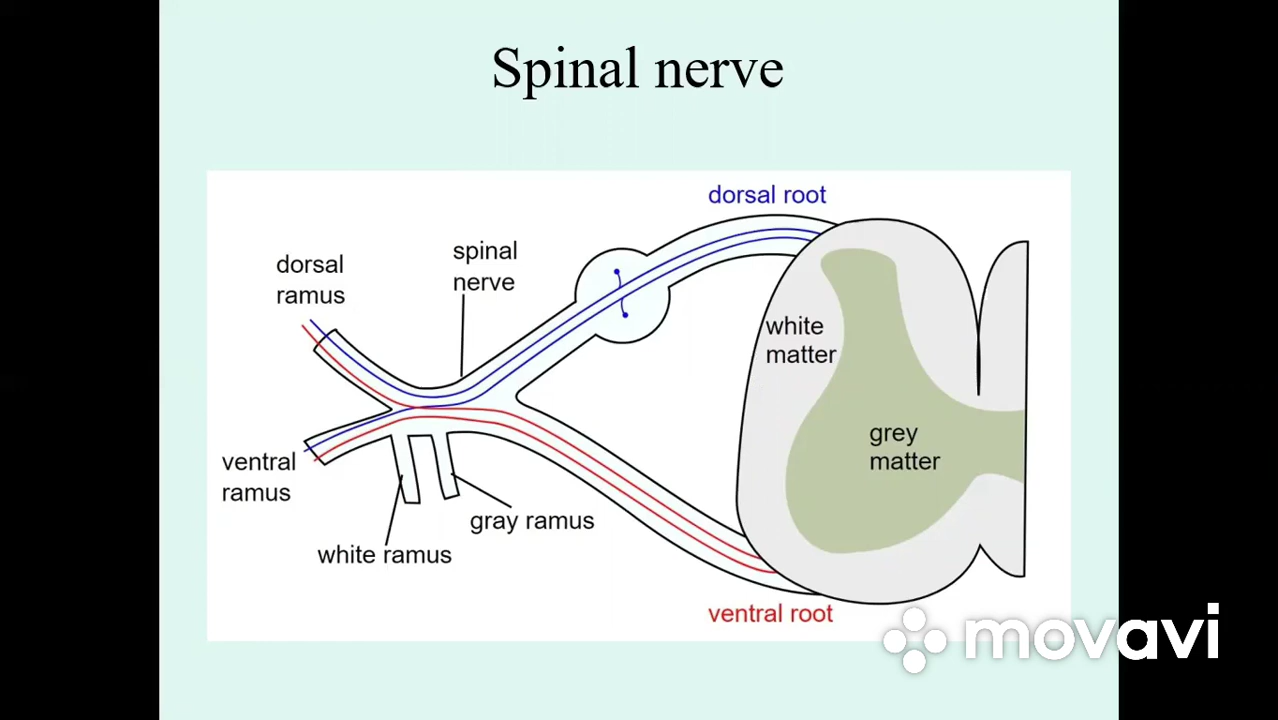 Spinal nerve
dorsal root
spinal
nerve
dorsal
ramus
white
matter
grey
matter
ventral
ramus
gray ramus
white ramus
ventral root
movavi